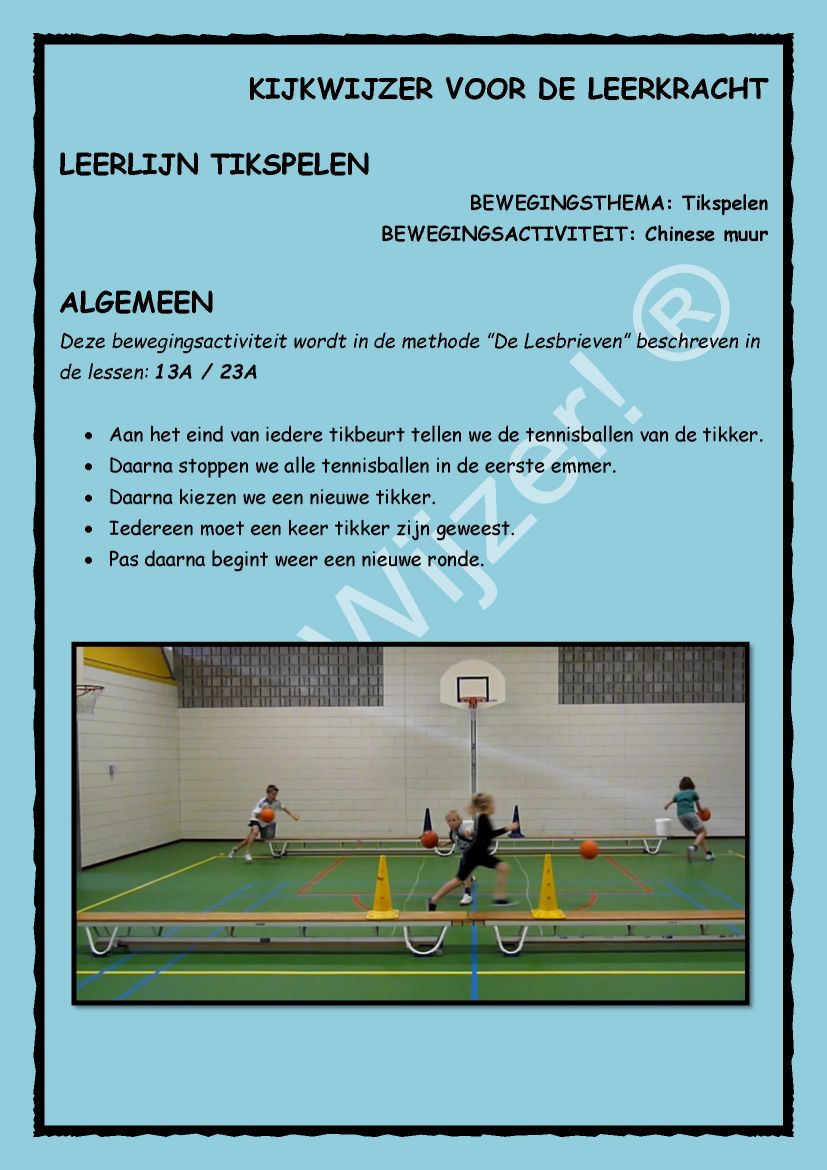 KIJKWIJZER VOOR DE LEERKRACHT
LEERLIJN TIKSPELEN
BEWEGINGSTHEMA: Tikspelen
BEWEGINGSACTIVITEIT: Chinese muur
ALGEMEEN
Deze bewegingsactiviteit wordt in de methode "De Lesbrieven" beschreven in
de lessen: 13A / 23A
• Aan het eind van iedere tikbeurt tellen we de tennisballen van de tikker.
• Daarna stoppen we alle tennisballen in de eerste emmer.
• Daarna kiezen we een nieuwe tikker.
• Iedereen moet een keer tikker zijn geweest.
• Pas daarna begint weer een nieuwe ronde.
Wijzer! ®